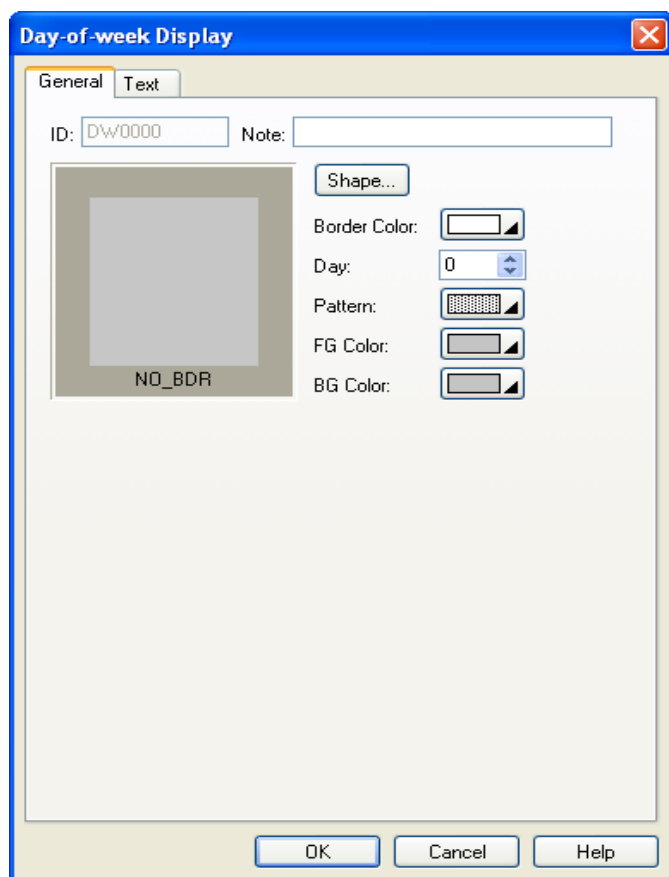 Day-of-week Display
General Text
ID: DW0000 Note:
Shape...
Border Color:
Day: 0
Pattern:
FG Color:
NO_BDR
BG Color:
OK Cancel Help